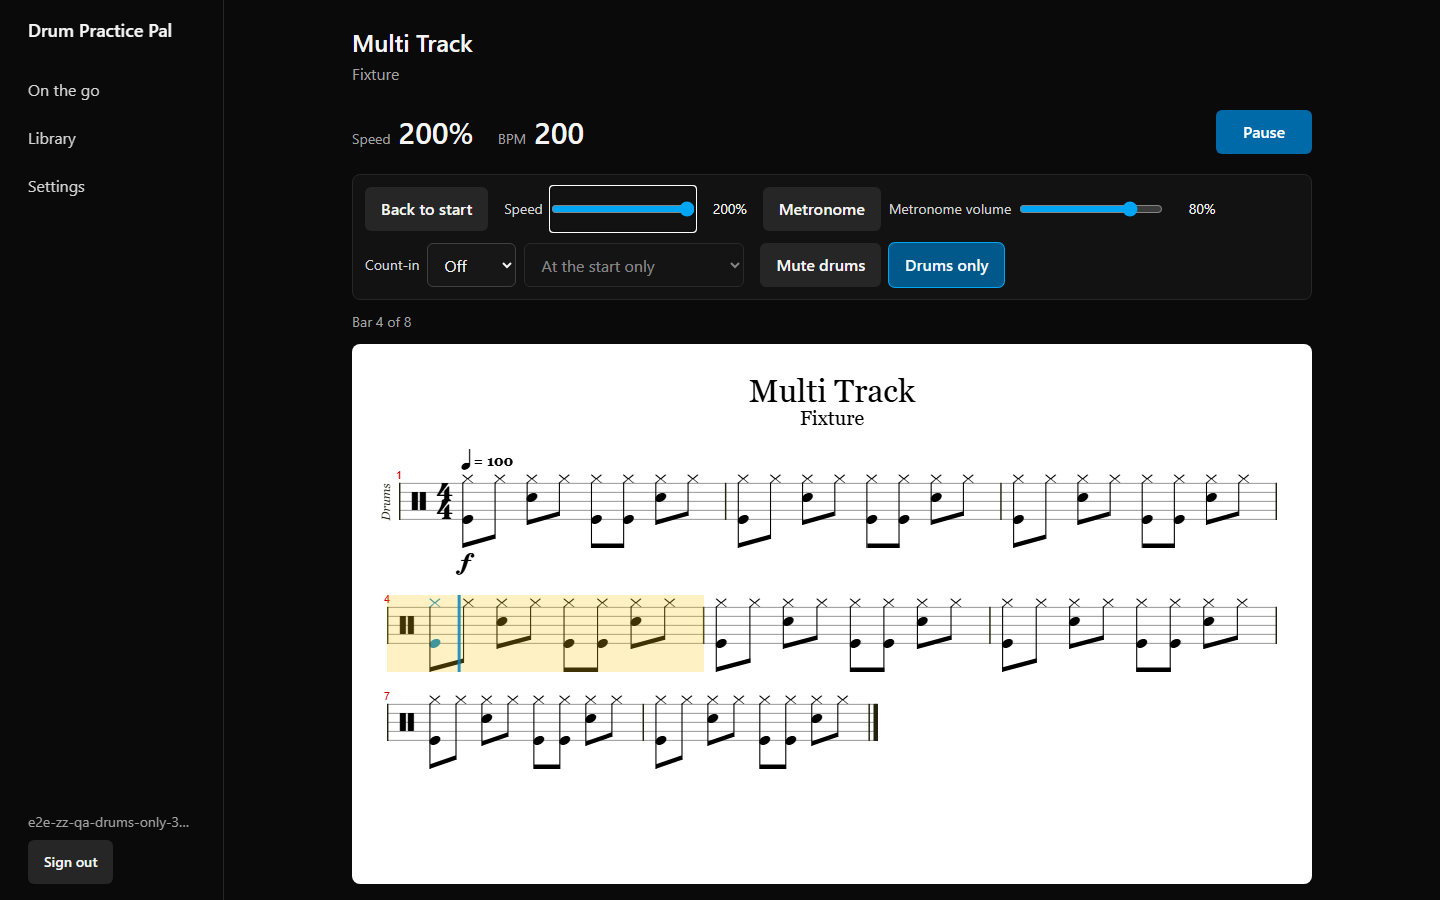 Drum Practice Pal
On the go
Library
Settings
e2e-zz-qa-drums-only-3...
Sign out
Multi Track
Fixture
Speed 200% BPM 200
Pause
Back to start Speed 200% Metronome Metronome volume 80%
Count-in Off At the start only Mute drums Drums only
Bar 4 of 8
Multi Track
Fixture
= 100
1
Drums
4
4
f
4
7